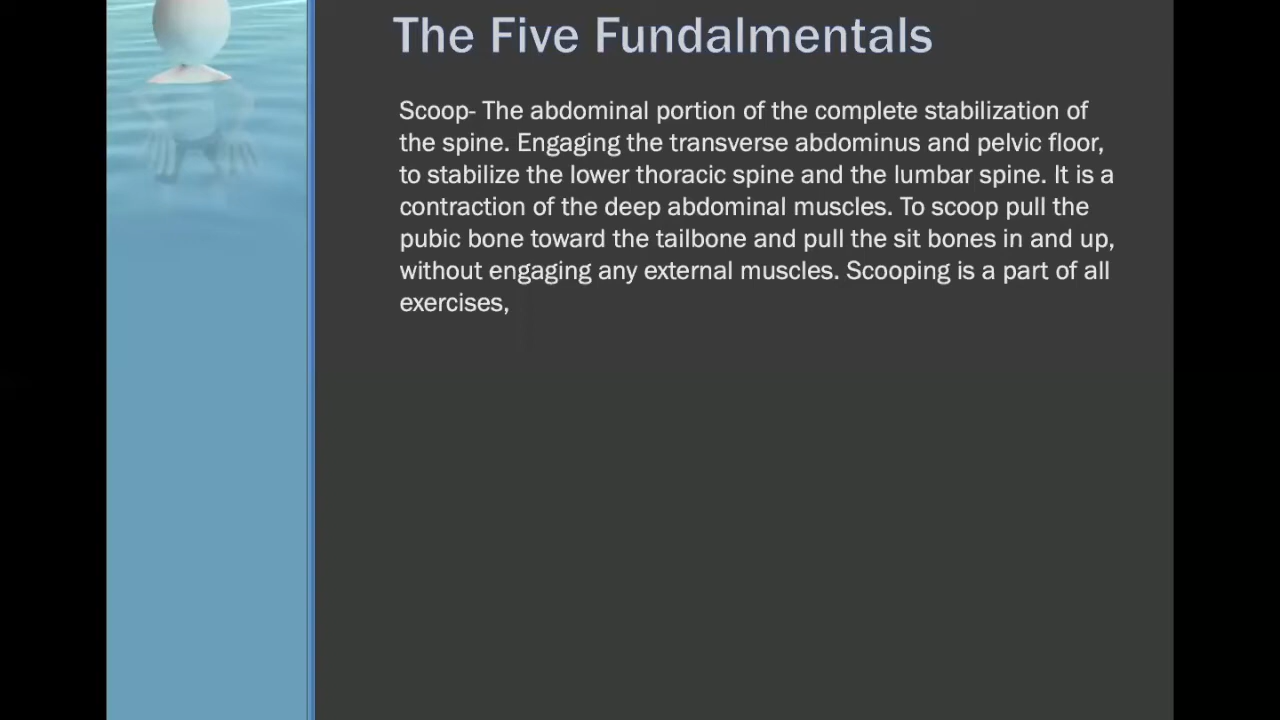 The Five Fundalmentals
Scoop- The abdominal portion of the complete stabilization of
the spine. Engaging the transverse abdominus and pelvic floor,
to stabilize the lower thoracic spine and the lumbar spine. It is a
contraction of the deep abdominal muscles. To scoop pull the
pubic bone toward the tailbone and pull the sit bones in and up,
without engaging any external muscles. Scooping is a part of all
exercises,